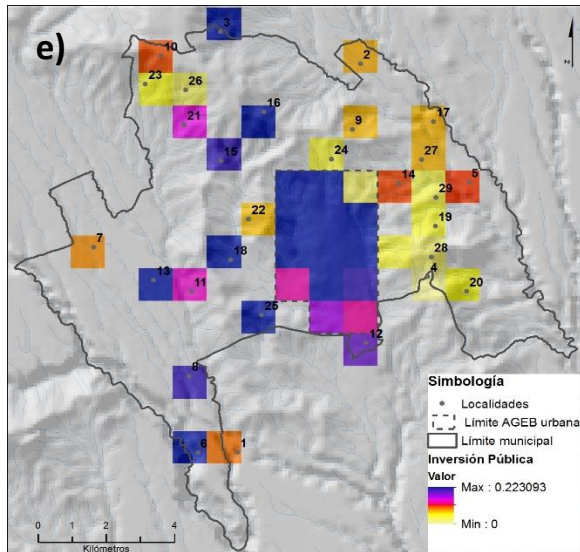 e)
3
10
2
23
26
16
21
9
17
15
24
27
14
5
29
22
19
7
18
28
13
11
4
20
25
12
8
6
1
Simbología
Localidades
Límite AGEB urbana
Límite municipal
Inversión Pública
Valor
Max : 0.223093
Min : 0
0 2 4
Kilómetros